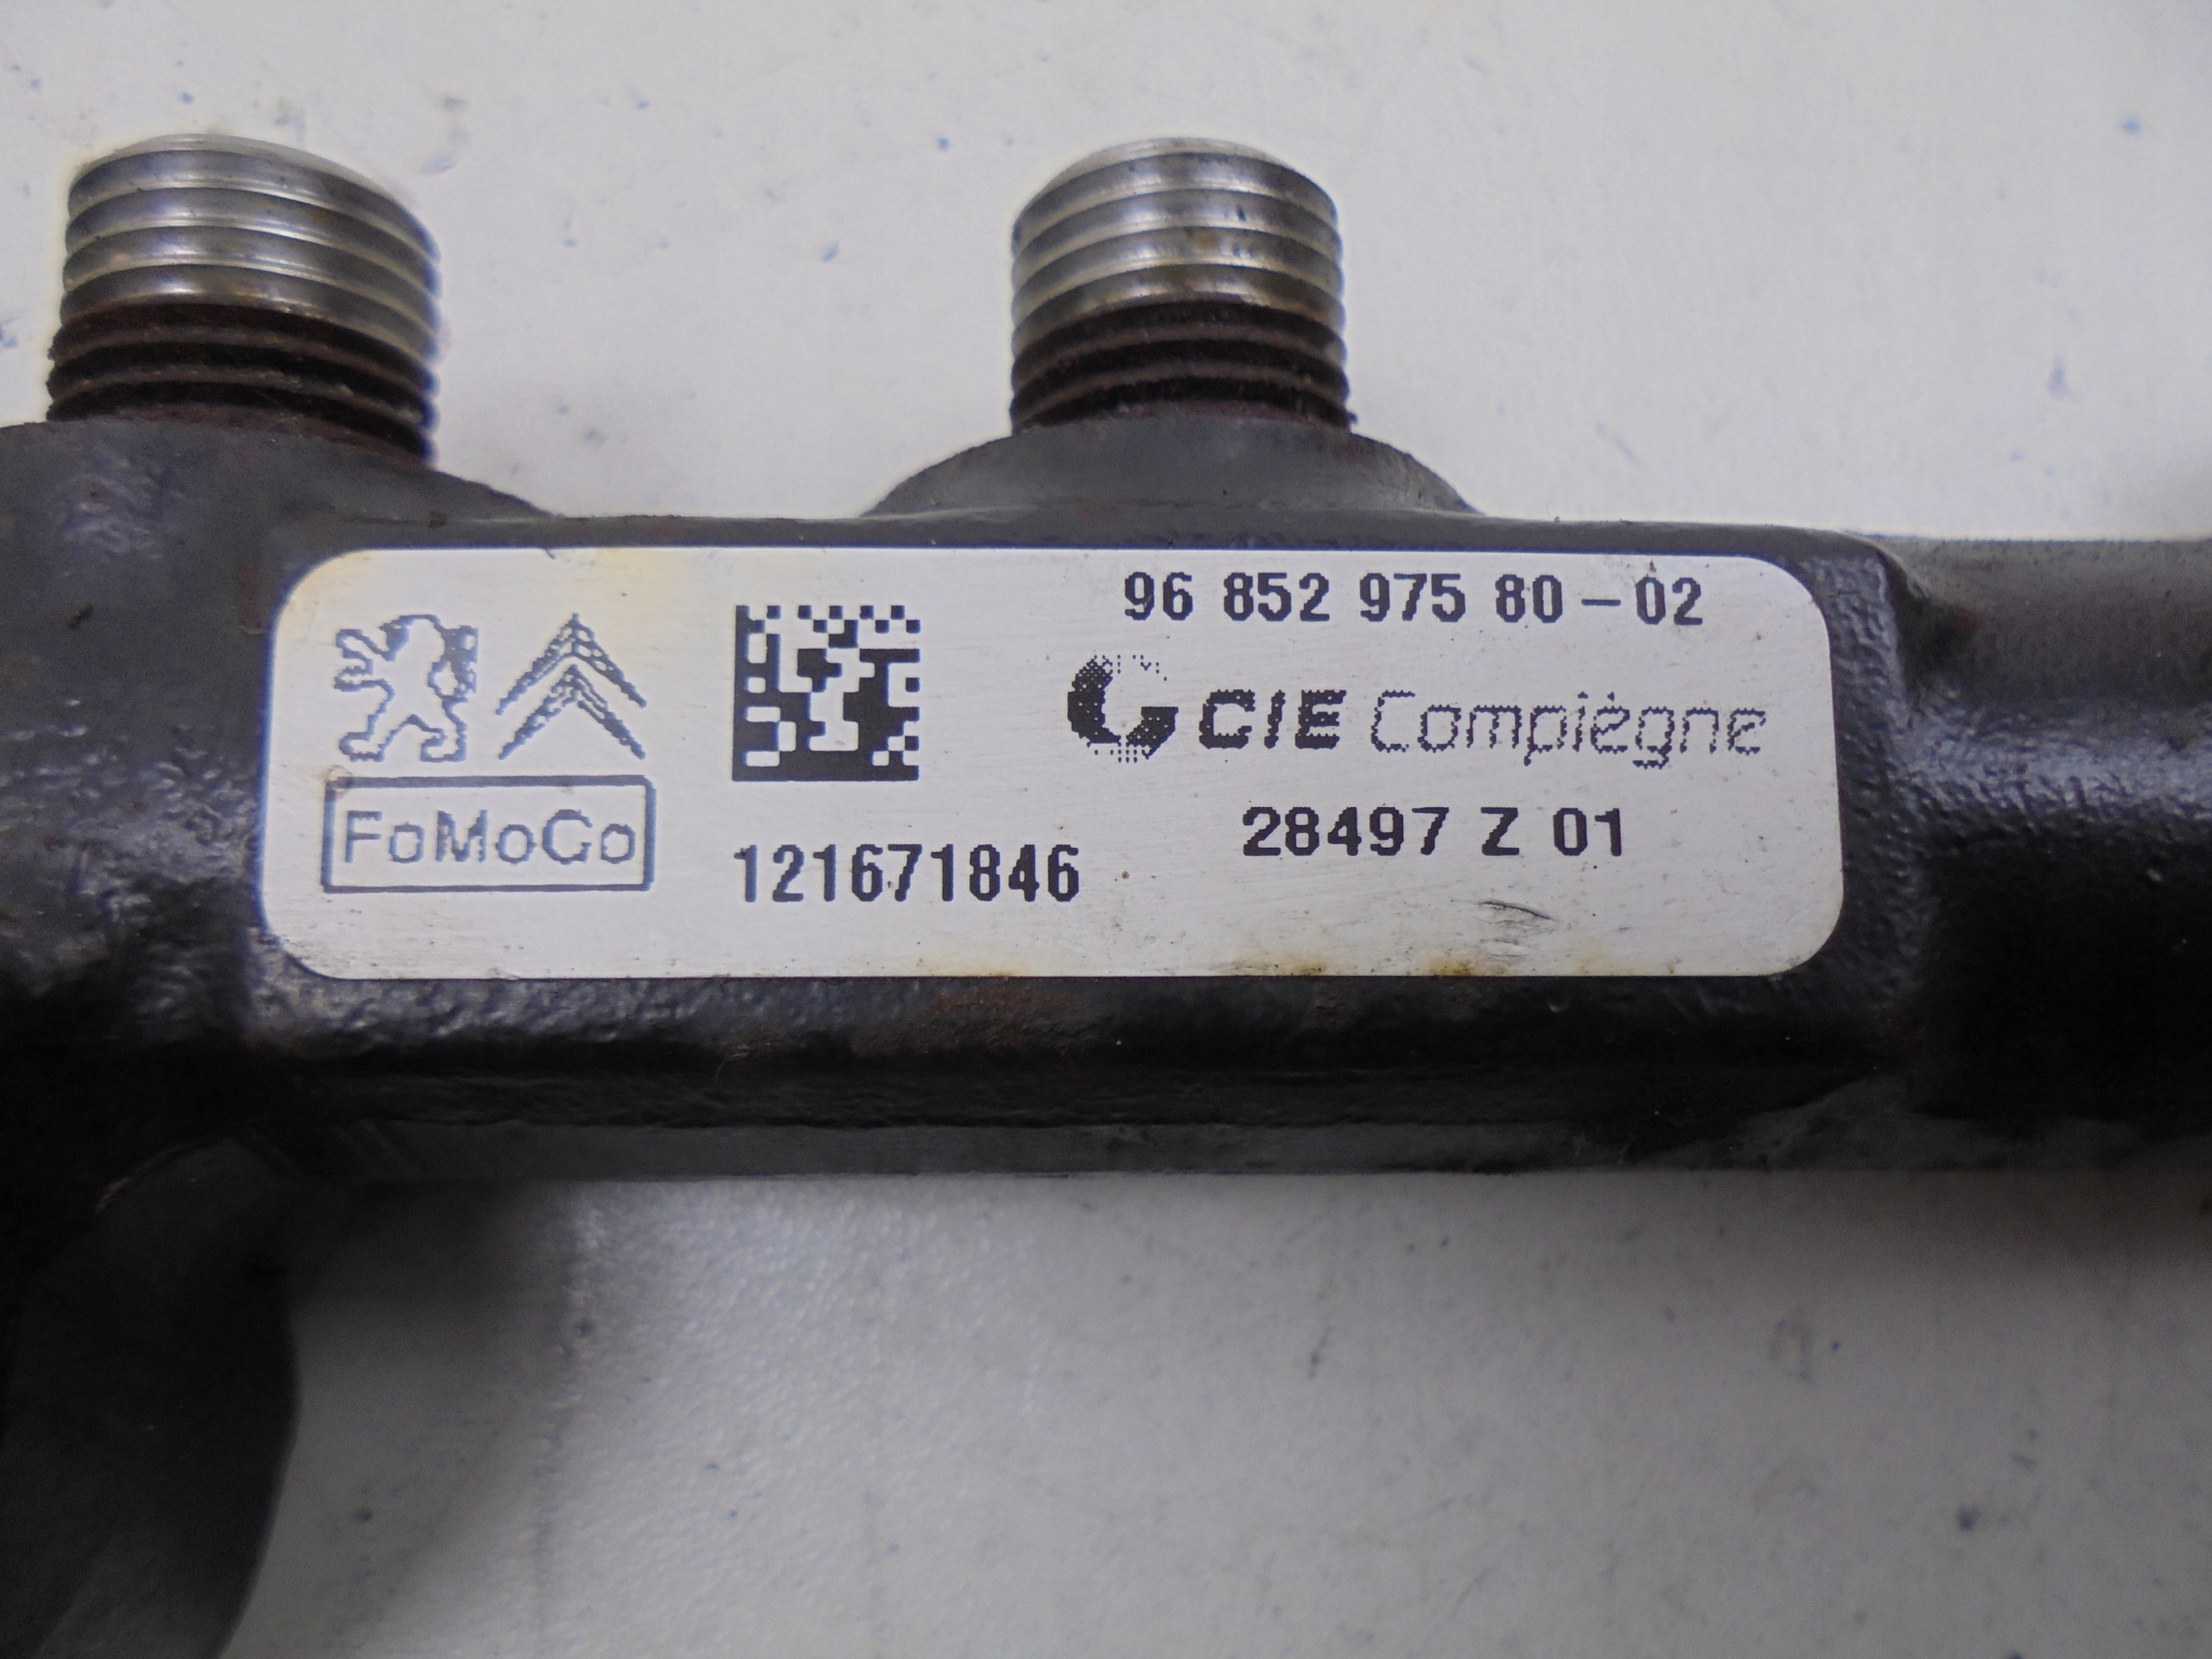 96 852 975 80-02
CIE Compiègne
FoMoCo
121671846
28497 Z 01